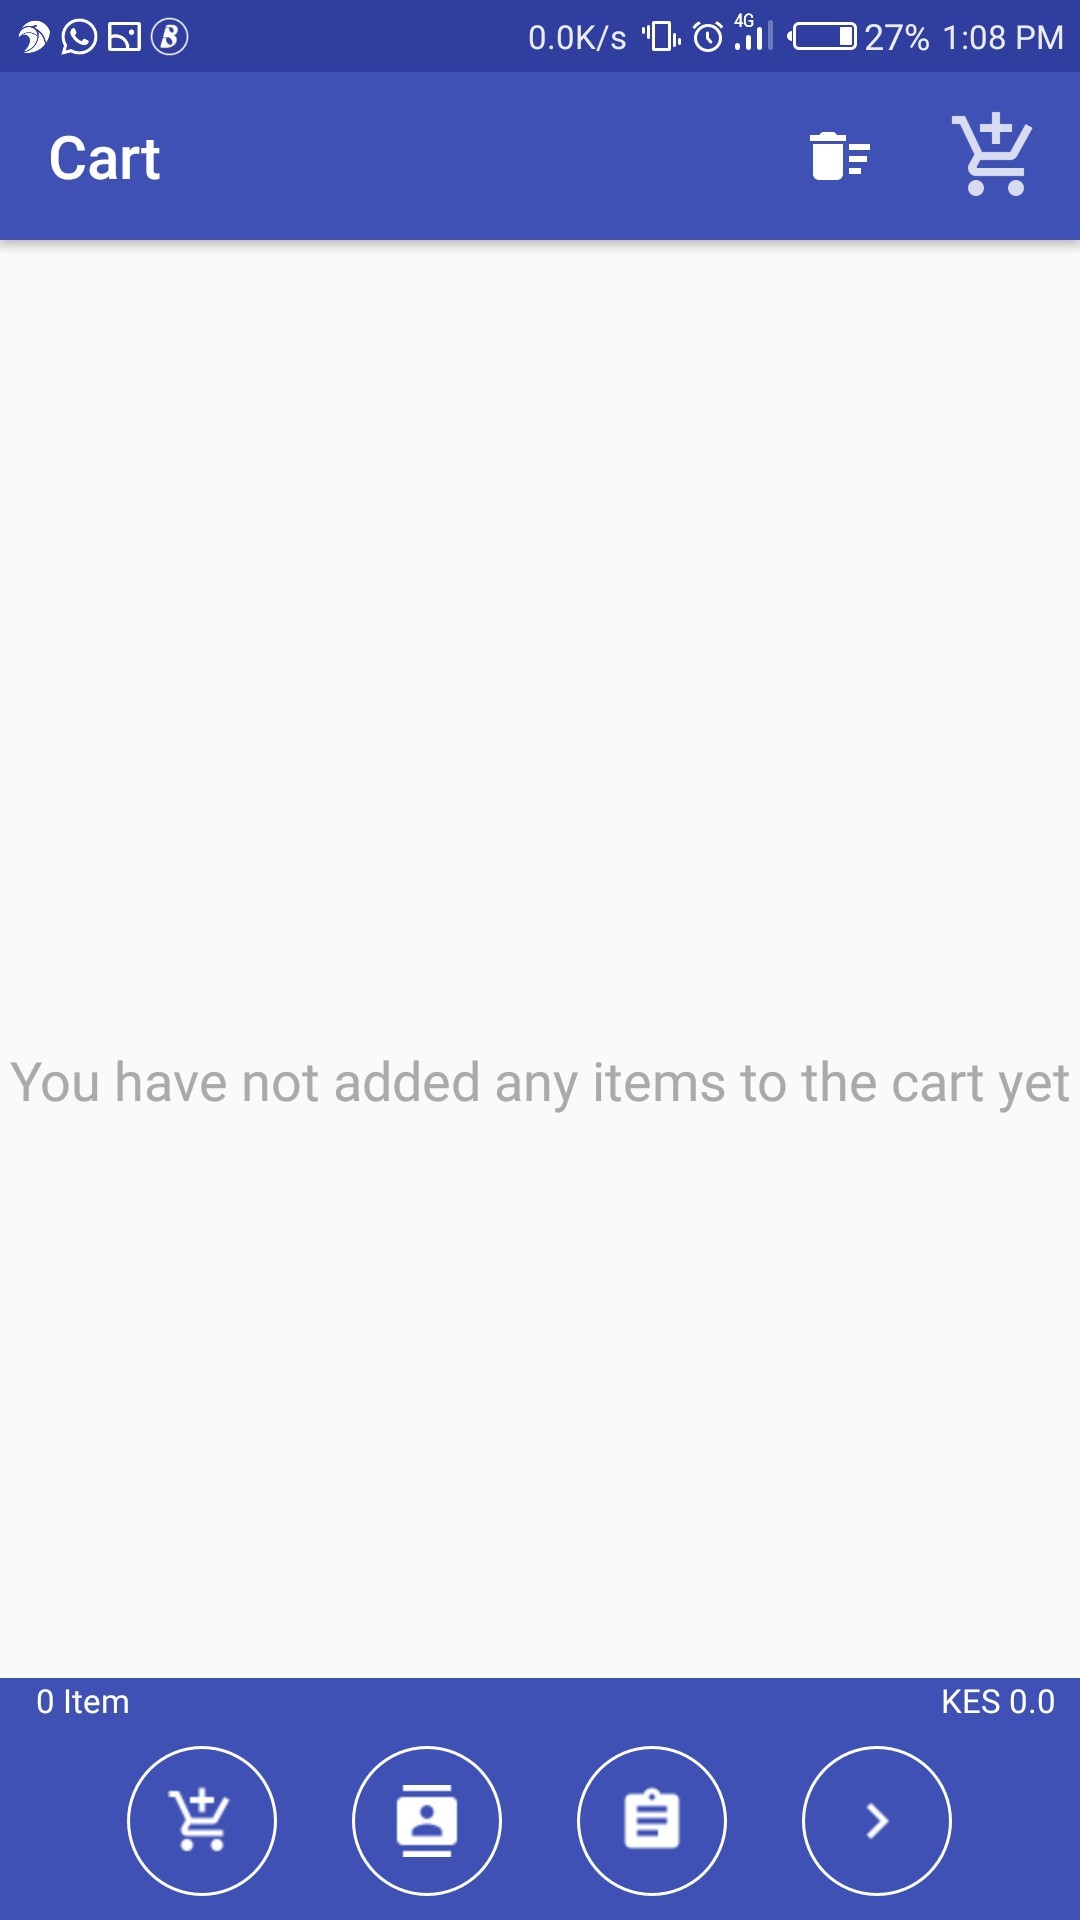 0.0K/s 4G 27% 1:08 PM
Cart
You have not added any items to the cart yet
0 Item KES 0.0